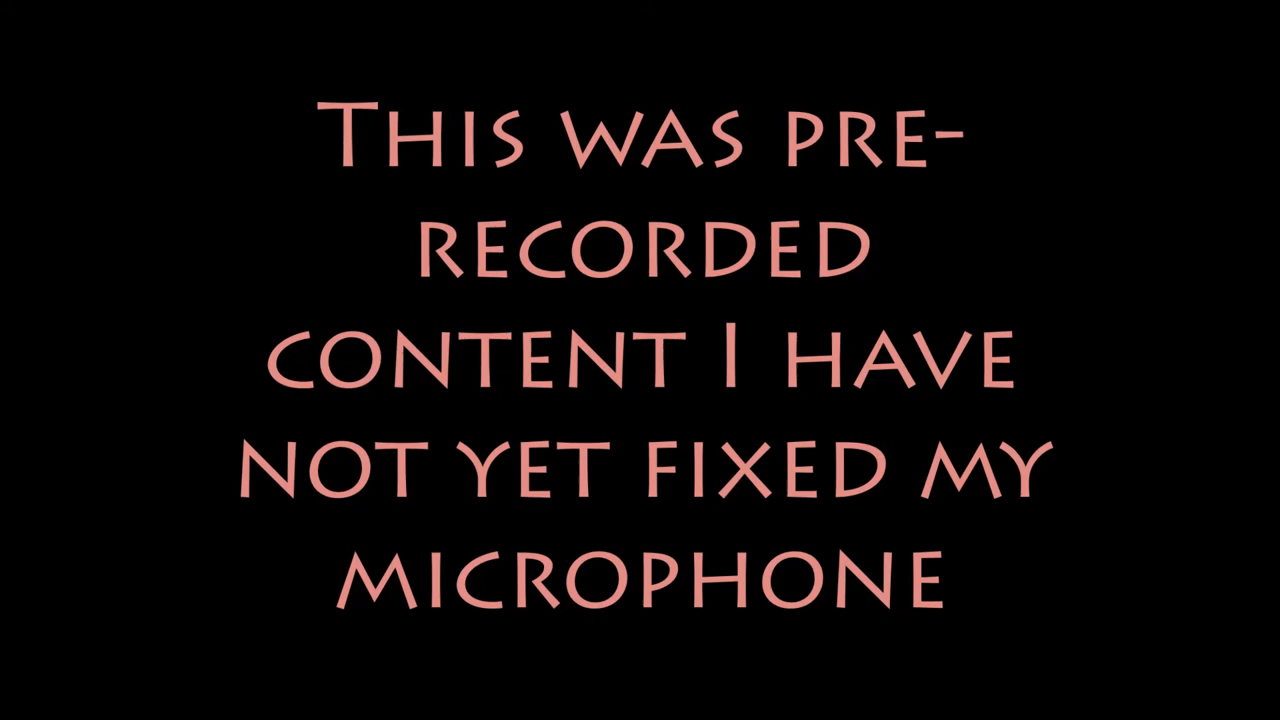 This was pre-
recorded
content I have
not yet fixed my
microphone